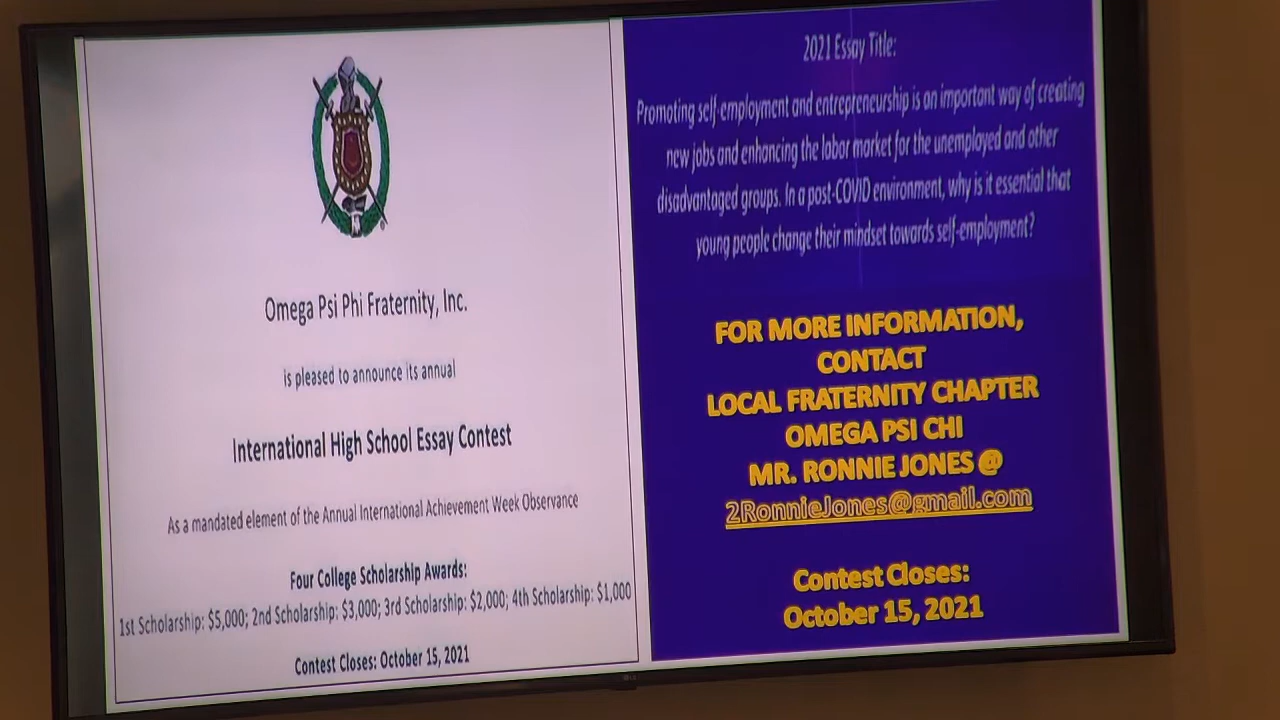 Omega Psi Phi Fraternity, Inc.
is pleased to announce its annual
International High School Essay Contest
As a mandated element of the Annual International Achievement Week Observance
Four College Scholarship Awards:
1st Scholarship: $5,000; 2nd Scholarship: $3,000; 3rd Scholarship: $2,000; 4th Scholarship: $1,000
Contest Closes: October 15, 2021
2021 Essay Title:
Promoting self-employment and entrepreneurship is an important way of creating
new jobs and enhancing the labor market for the unemployed and other
disadvantaged groups. In a post-COVID environment, why is it essential that
young people change their mindset towards self-employment?
FOR MORE INFORMATION,
CONTACT
LOCAL FRATERNITY CHAPTER
OMEGA PSI CHI
MR. RONNIE JONES @
2RonnieJones@gmail.com
Contest Closes:
October 15, 2021